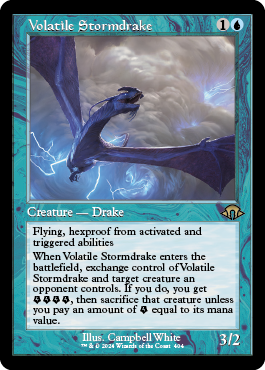 Volatile Stormdrake 1
Creature — Drake
Flying, hexproof from activated and
triggered abilities
When Volatile Stormdrake enters the
battlefield, exchange control of Volatile
Stormdrake and target creature an
opponent controls. If you do, you get
, then sacrifice that creature unless
you pay an amount of equal to its mana
value.
3/2
Illus. Campbell White
™ & © 2024 Wizards of the Coast 404